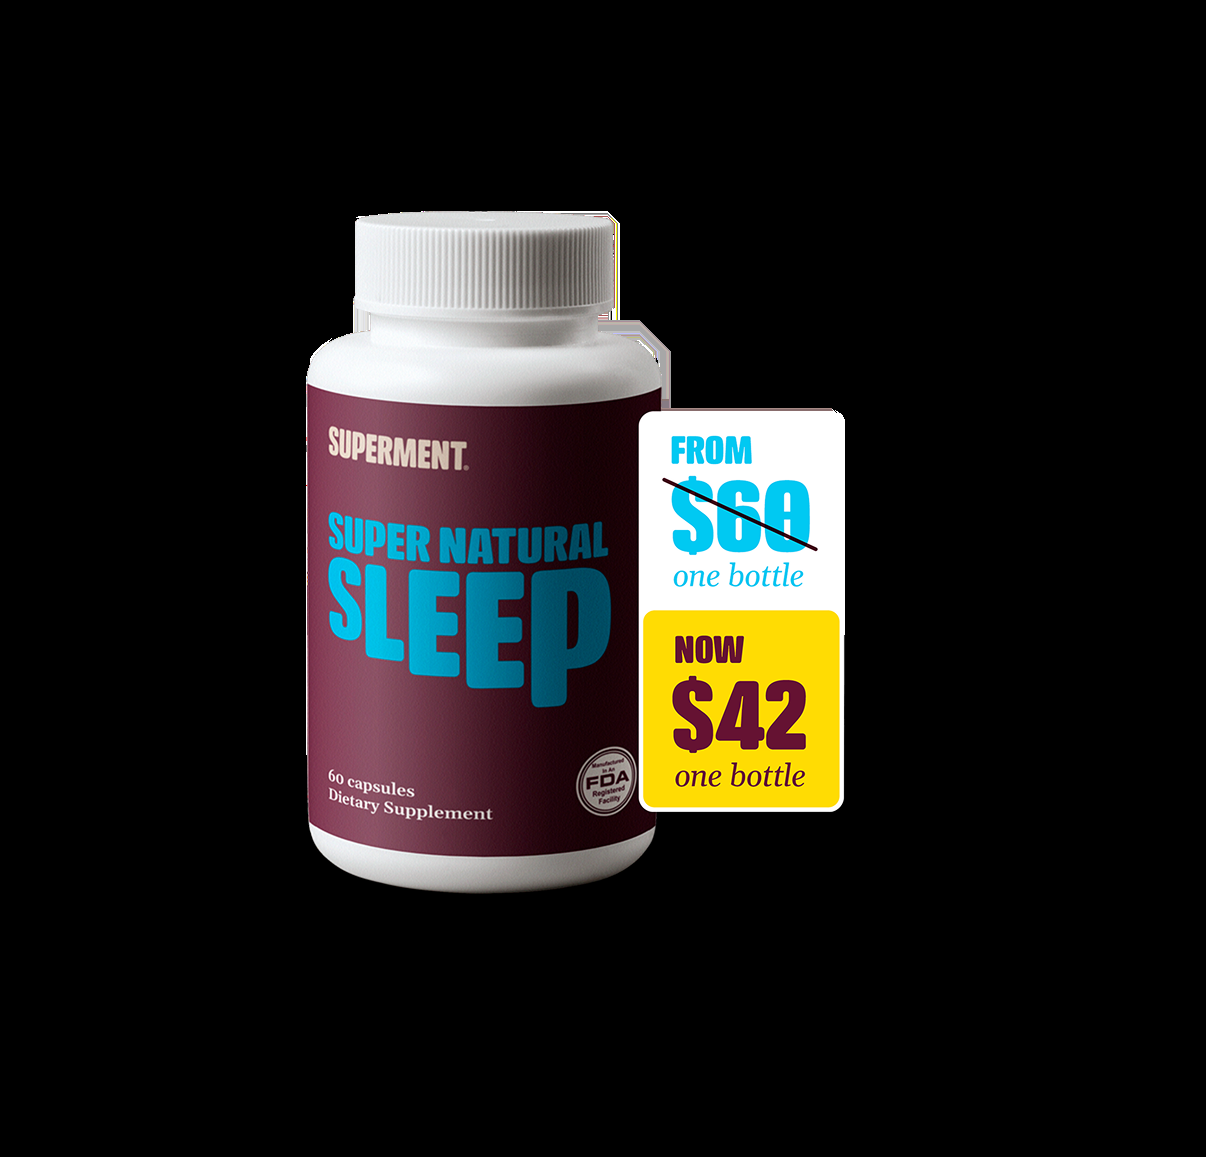 SUPERMENT®
SUPER NATURAL
SLEEP
60 capsules
Dietary Supplement
Manufactured
In An
FDA
Registered
Facility
FROM
$60
one bottle
NOW
$42
one bottle